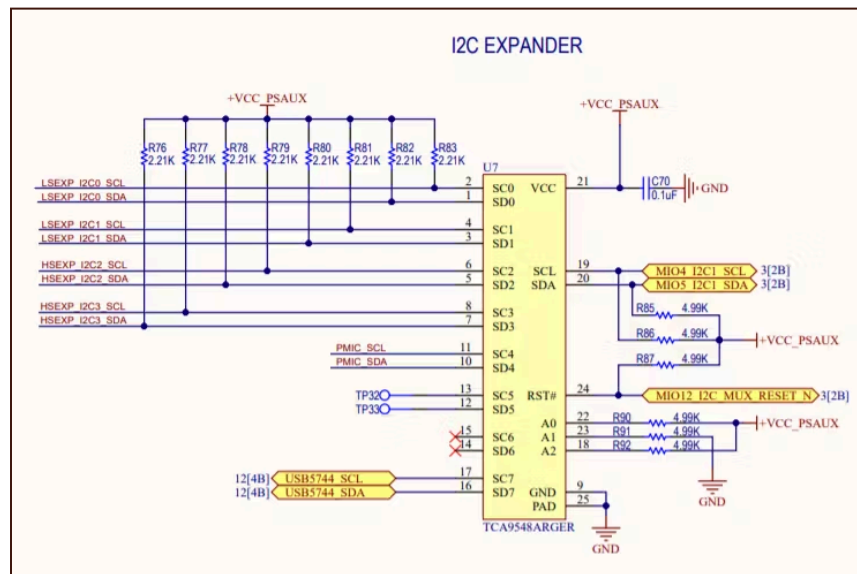 I2C EXPANDER
+VCC_PSAUX
+VCC_PSAUX
R76 R77 R78 R79 R80 R81 R82 R83
2.21K 2.21K 2.21K 2.21K 2.21K 2.21K 2.21K 2.21K
U7
C70
0.1uF
GND
LSEXP_I2C0_SCL 2 SC0 VCC 21
LSEXP_I2C0_SDA 1 SD0
LSEXP_I2C1_SCL 4 SC1
LSEXP_I2C1_SDA 3 SD1
HSEXP_I2C2_SCL 6 SC2 SCL 19 MIO4_I2C1_SCL 3[2B]
HSEXP_I2C2_SDA 5 SD2 SDA 20 MIO5_I2C1_SDA 3[2B]
R85 4.99K
HSEXP_I2C3_SCL 8 SC3
HSEXP_I2C3_SDA 7 SD3
R86 4.99K +VCC_PSAUX
PMIC_SCL 11 SC4
R87 4.99K
PMIC_SDA 10 SD4
TP32 13 SC5 RST# 24 MIO12_I2C_MUX_RESET_N 3[2B]
TP33 12 SD5
A0 22 R90 4.99K +VCC_PSAUX
15 SC6 A1 23 R91 4.99K
14 SD6 A2 18 R92 4.99K
12[4B] USB5744_SCL 17 SC7
12[4B] USB5744_SDA 16 SD7 GND 9
PAD 25
GND
TCA9548ARGER
GND